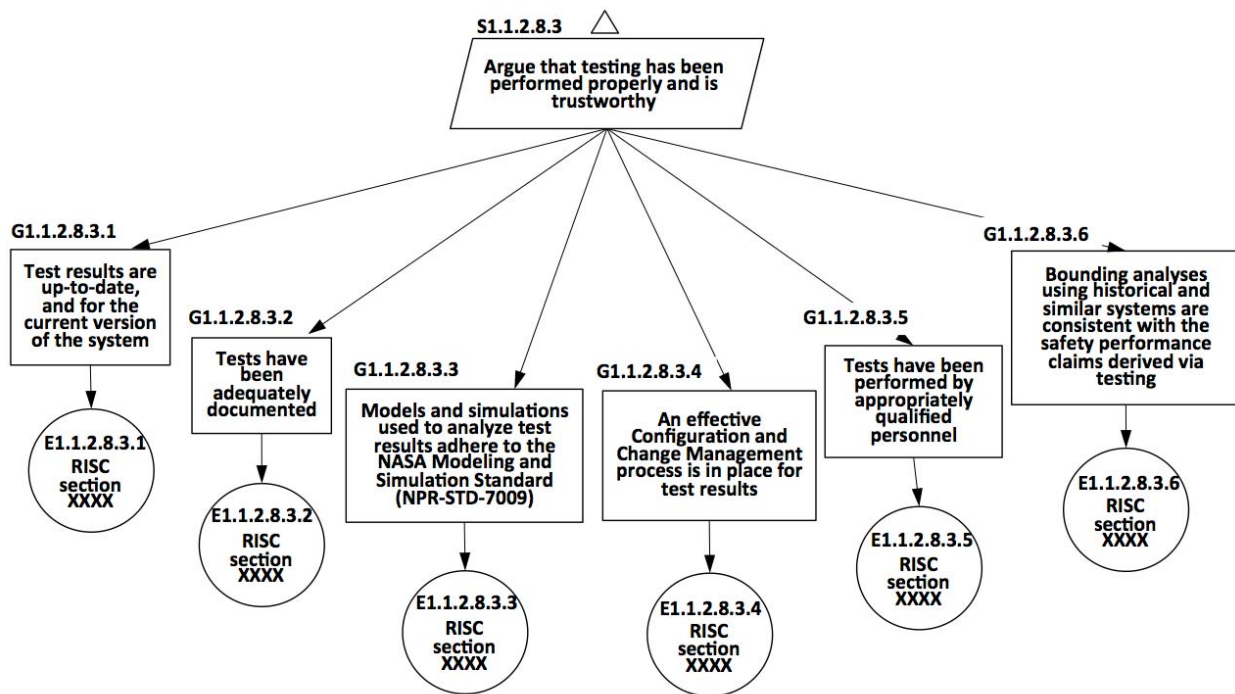 S1.1.2.8.3
Argue that testing has been
performed properly and is
trustworthy
G1.1.2.8.3.1
Test results are
up-to-date,
and for the
current version
of the system
E1.1.2.8.3.1
RISC
section
XXXX
G1.1.2.8.3.2
Tests have
been
adequately
documented
E1.1.2.8.3.2
RISC
section
XXXX
G1.1.2.8.3.3
Models and simulations
used to analyze test
results adhere to the
NASA Modeling and
Simulation Standard
(NPR-STD-7009)
E1.1.2.8.3.3
RISC
section
XXXX
G1.1.2.8.3.4
An effective
Configuration and
Change Management
process is in place for
test results
E1.1.2.8.3.4
RISC
section
XXXX
G1.1.2.8.3.5
Tests have been
performed by
appropriately
qualified
personnel
E1.1.2.8.3.5
RISC
section
XXXX
G1.1.2.8.3.6
Bounding analyses
using historical and
similar systems are
consistent with the
safety performance
claims derived via
testing
E1.1.2.8.3.6
RISC
section
XXXX